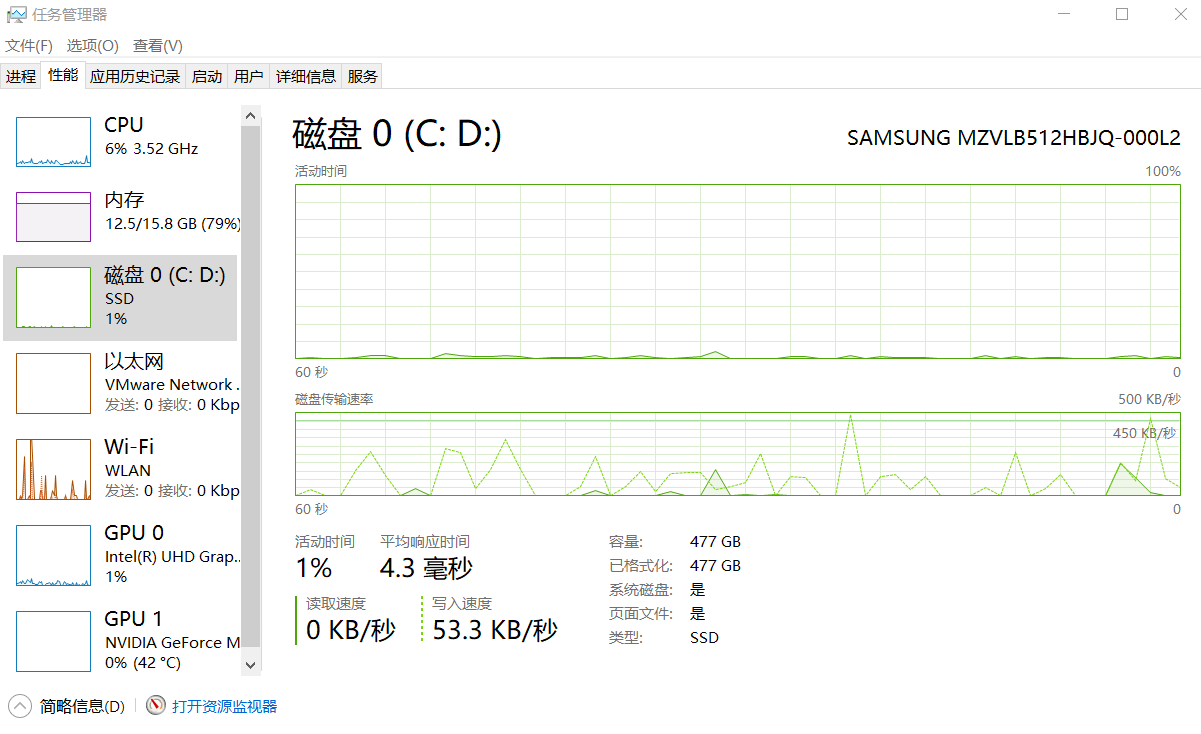 任务管理器
文件(F) 选项(O) 查看(V)
进程 性能 应用历史记录 启动 用户 详细信息 服务
CPU
6% 3.52 GHz
内存
12.5/15.8 GB (79%)
磁盘 0 (C: D:)
SSD
1%
以太网
VMware Network .
发送: 0 接收: 0 Kbp
Wi-Fi
WLAN
发送: 0 接收: 0 Kbp
GPU 0
Intel(R) UHD Grap..
1%
GPU 1
NVIDIA GeForce M
0% (42 °C)
磁盘 0 (C: D:)
SAMSUNG MZVLB512HBJQ-000L2
活动时间 100%
60 秒 0
磁盘传输速率 500 KB/秒
450 KB/秒
60 秒 0
活动时间 平均响应时间
1% 4.3 毫秒
读取速度 写入速度
0 KB/秒 53.3 KB/秒
容量: 477 GB
已格式化: 477 GB
系统磁盘: 是
页面文件: 是
类型: SSD
简略信息(D) 打开资源监视器